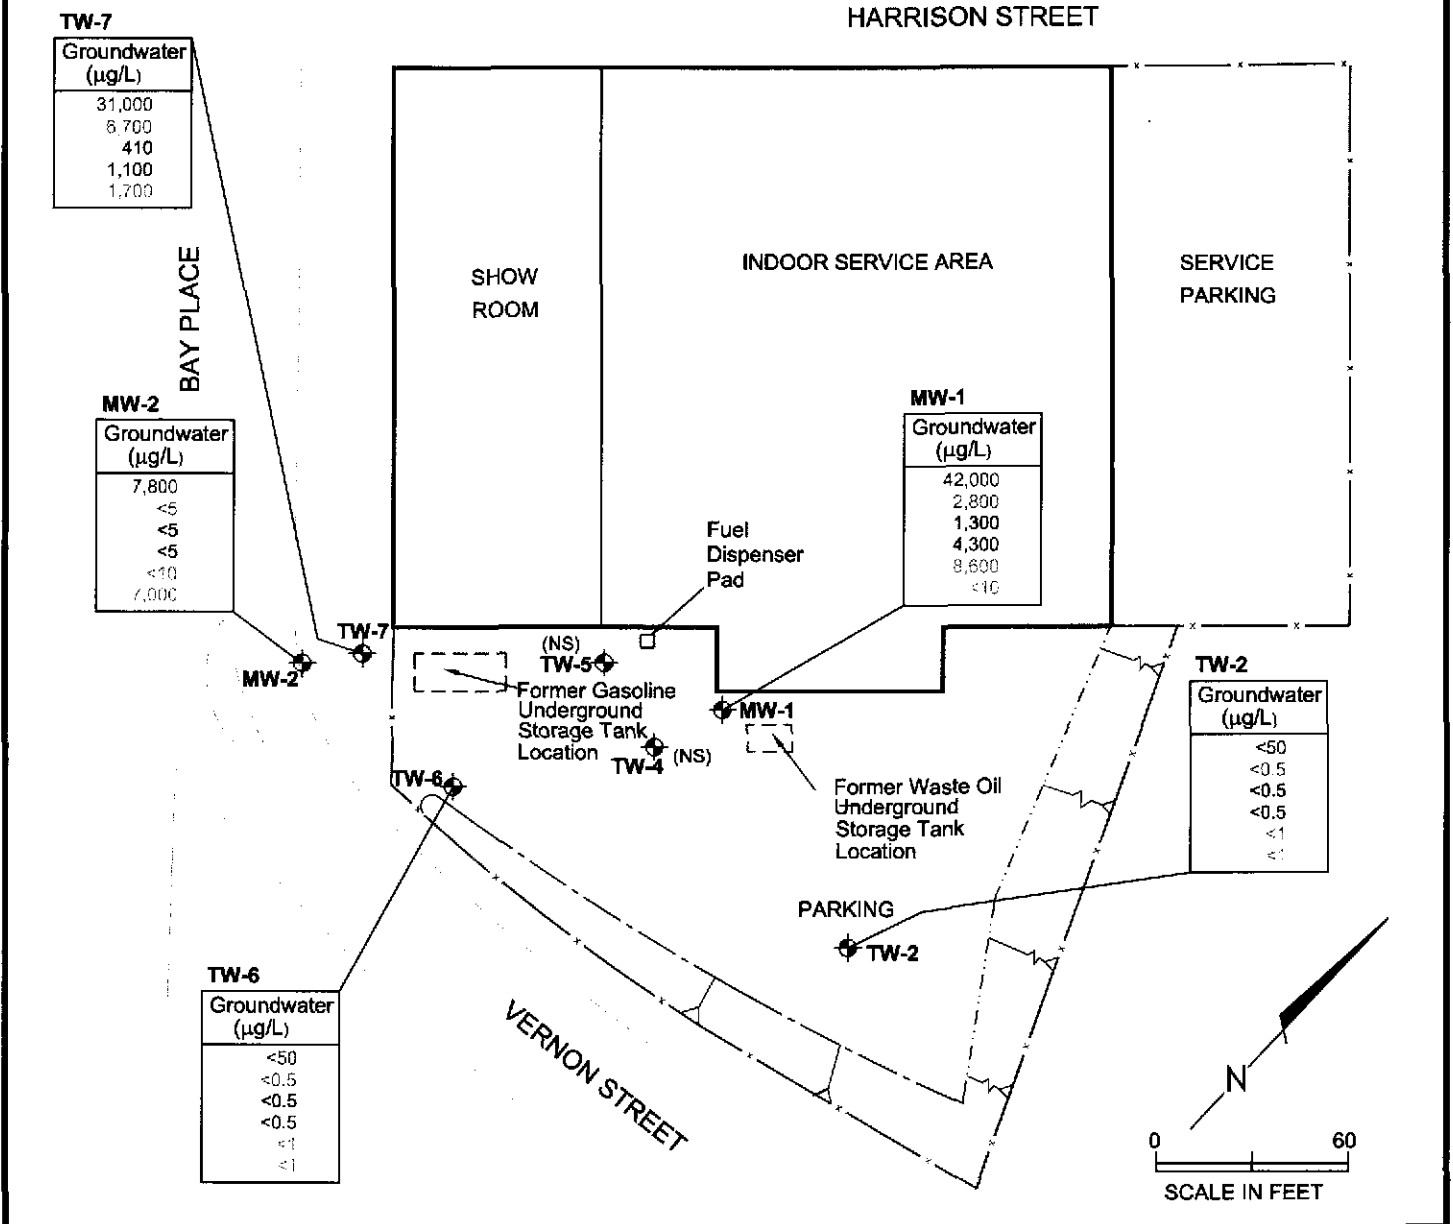 HARRISON STREET
TW-7
Groundwater
(µg/L)
31,000
6,700
410
1,100
1,700
BAY PLACE
SHOW
ROOM
INDOOR SERVICE AREA
SERVICE
PARKING
MW-2
Groundwater
(µg/L)
7,800
<5
<5
<5
<10
7,000
MW-1
Groundwater
(µg/L)
42,000
2,800
1,300
4,300
8,600
<10
Fuel
Dispenser
Pad
TW-7
MW-2
(NS)
TW-5
Former Gasoline
Underground
Storage Tank
Location
MW-1
TW-4 (NS)
TW-6
Former Waste Oil
Underground
Storage Tank
Location
TW-2
Groundwater
(µg/L)
<50
<0.5
<0.5
<0.5
<1
<1
PARKING
TW-2
TW-6
Groundwater
(µg/L)
<50
<0.5
<0.5
<0.5
<1
<1
VERNON STREET
N
0 60
SCALE IN FEET